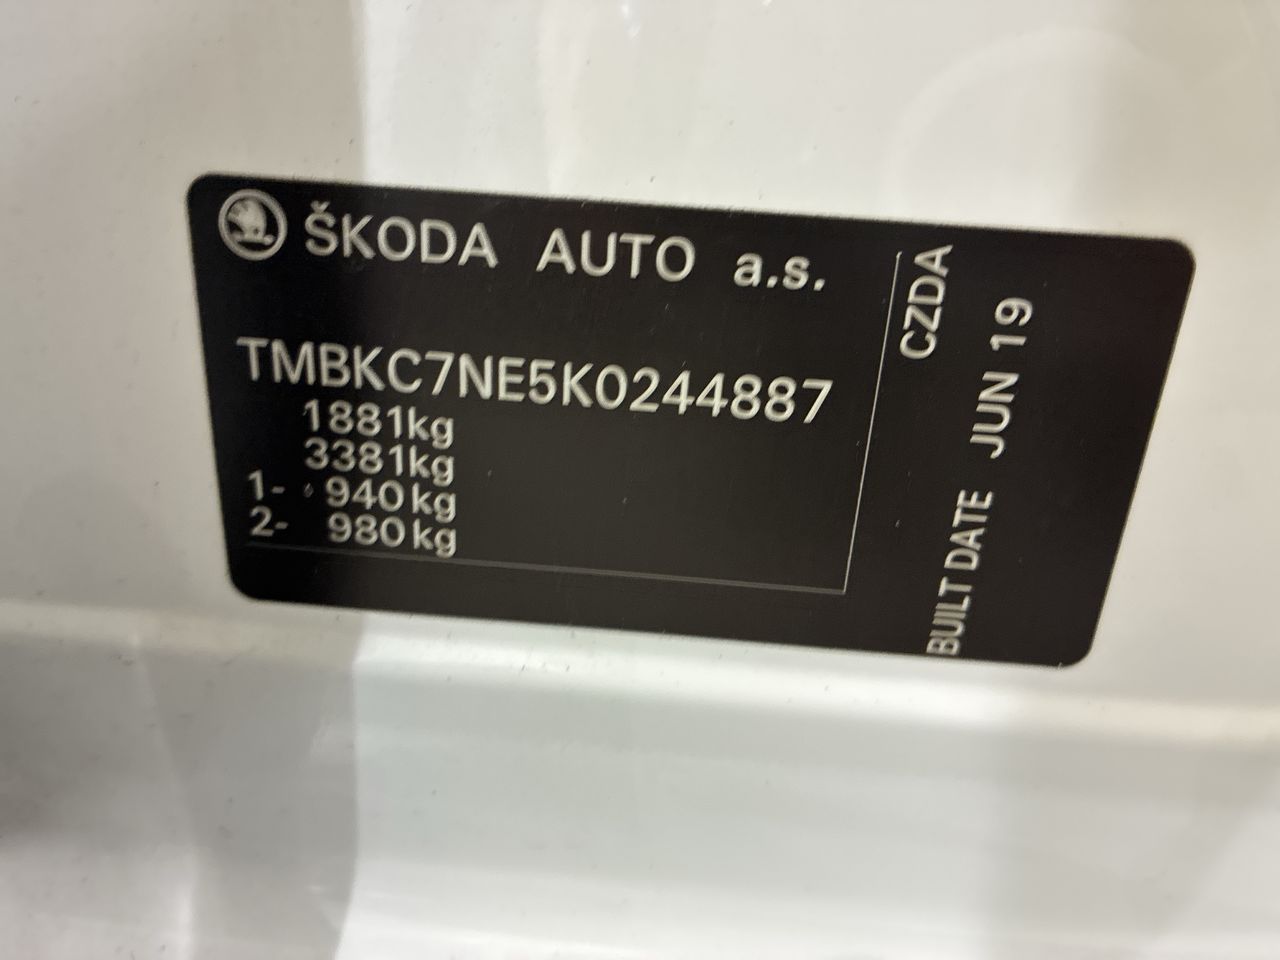 ŠKODA AUTO a.s.
TMBKC7NE5K0244887
1881kg
3381kg
1- 940kg
2- 980kg
CZDA
BUILT DATE JUN 19